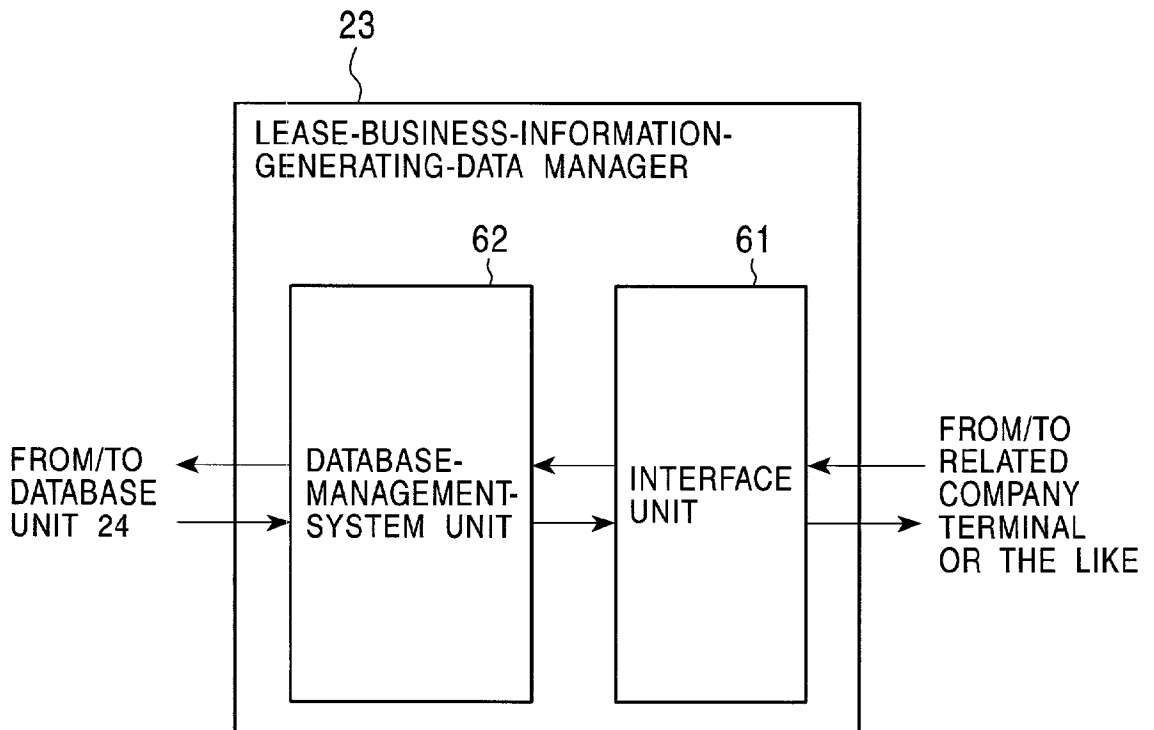 23
LEASE-BUSINESS-INFORMATION-
GENERATING-DATA MANAGER
62
61
FROM/TO
DATABASE
UNIT 24
DATABASE-
MANAGEMENT-
SYSTEM UNIT
INTERFACE
UNIT
FROM/TO
RELATED
COMPANY
TERMINAL
OR THE LIKE